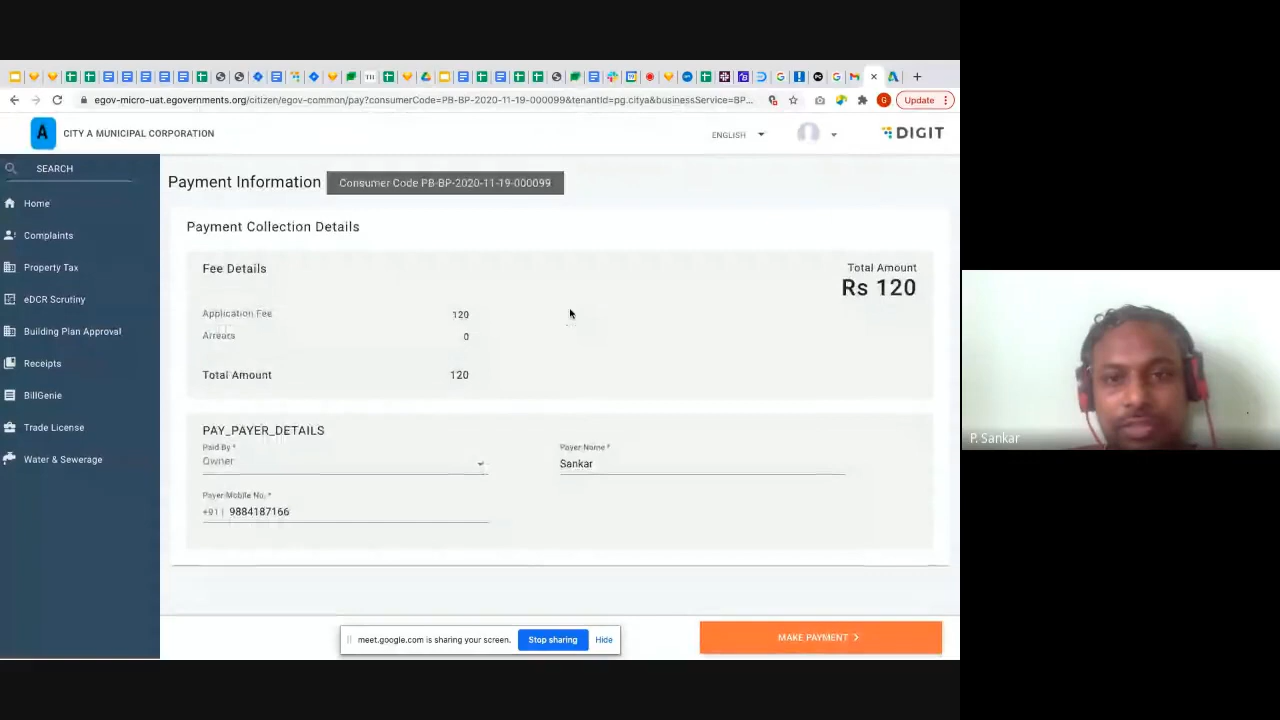 egov-micro-uat.egovernments.org/citizen/egov-common/pay?consumerCode=PB-BP-2020-11-19-000099&tenantId=pg.citya&businessService=BP...
G
Update
A
CITY A MUNICIPAL CORPORATION
ENGLISH
DIGIT
SEARCH
Home
Complaints
Property Tax
eDCR Scrutiny
Building Plan Approval
Receipts
BillGenie
Trade License
Water & Sewerage
Payment Information
Consumer Code PB-BP-2020-11-19-000099
Payment Collection Details
Fee Details
Total Amount
Rs 120
Application Fee 120
Arrears 0
Total Amount 120
PAY_PAYER_DETAILS
Paid By *
Owner
Payer Name *
Sankar
Payer Mobile No. *
+91 | 9884187166
meet.google.com is sharing your screen.
Stop sharing
Hide
MAKE PAYMENT
P. Sankar